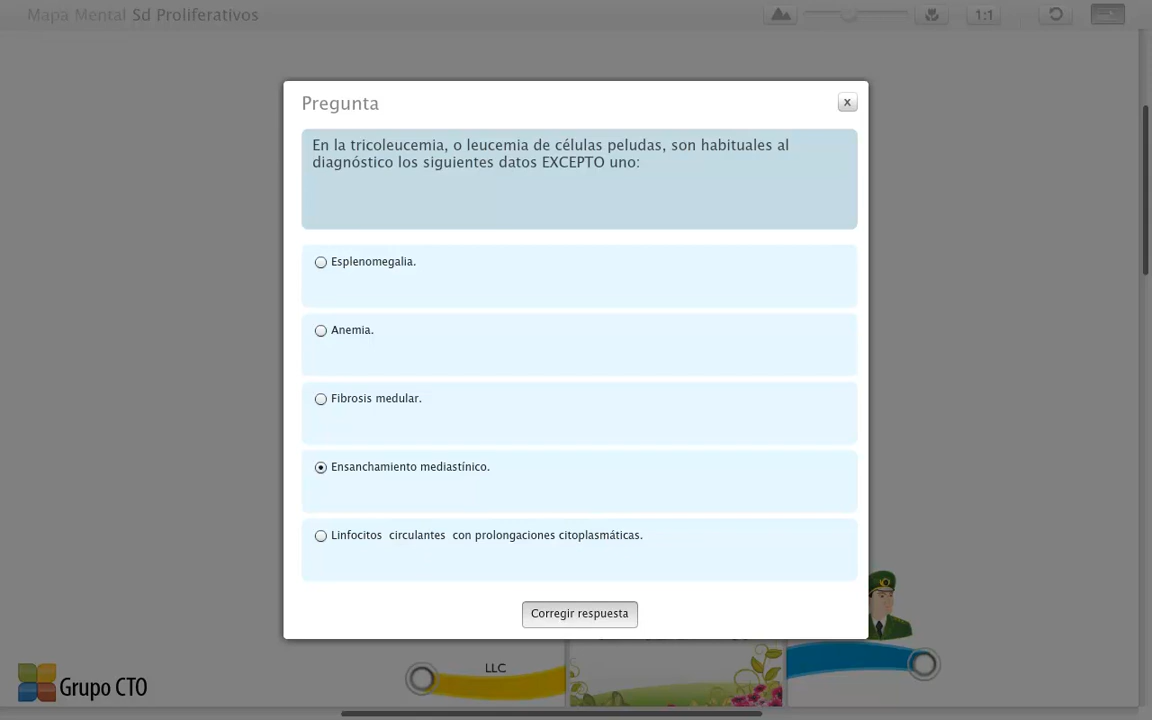 Mapa Mental Sd Proliferativos
1:1
Pregunta
x
En la tricoleucemia, o leucemia de células peludas, son habituales al
diagnóstico los siguientes datos EXCEPTO uno:
Esplenomegalia.
Anemia.
Fibrosis medular.
Ensanchamiento mediastínico.
Linfocitos circulantes con prolongaciones citoplasmáticas.
Corregir respuesta
LLC
Grupo CTO